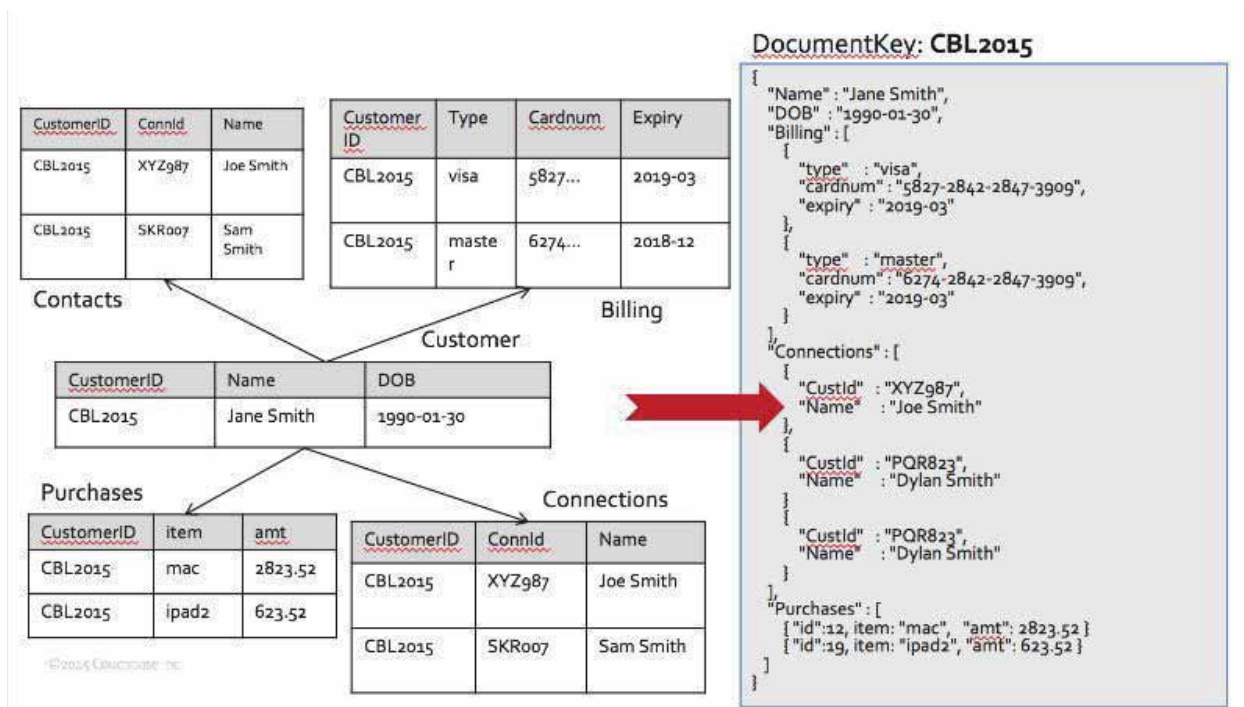 DocumentKey: CBL2015
CustomerID ConnId Name
CBL2015 XYZ987 Joe Smith
CBL2015 SKR007 Sam
Smith
Contacts
Customer Type Cardnum Expiry
ID
CBL2015 visa 5827... 2019-03
CBL2015 maste 6274... 2018-12
r
Billing
Customer
CustomerID Name DOB
CBL2015 Jane Smith 1990-01-30
Purchases
CustomerID item amt
CBL2015 mac 2823.52
CBL2015 ipad2 623.52
Connections
CustomerID ConnId Name
CBL2015 XYZ987 Joe Smith
CBL2015 SKR007 Sam Smith
©2015 Couchbase Inc.
{
"Name" : "Jane Smith",
"DOB" : "1990-01-30",
"Billing" : [
{
"type" : "visa",
"cardnum" : "5827-2842-2847-3909",
"expiry" : "2019-03"
},
{
"type" : "master",
"cardnum" : "6274-2842-2847-3909",
"expiry" : "2019-03"
}
],
"Connections" : [
{
"CustId" : "XYZ987",
"Name" : "Joe Smith"
},
{
"CustId" : "PQR823",
"Name" : "Dylan Smith"
}
{
"CustId" : "PQR823",
"Name" : "Dylan Smith"
}
],
"Purchases" : [
{ "id":12, item: "mac", "amt": 2823.52 }
{ "id":19, item: "ipad2", "amt": 623.52 }
]
}